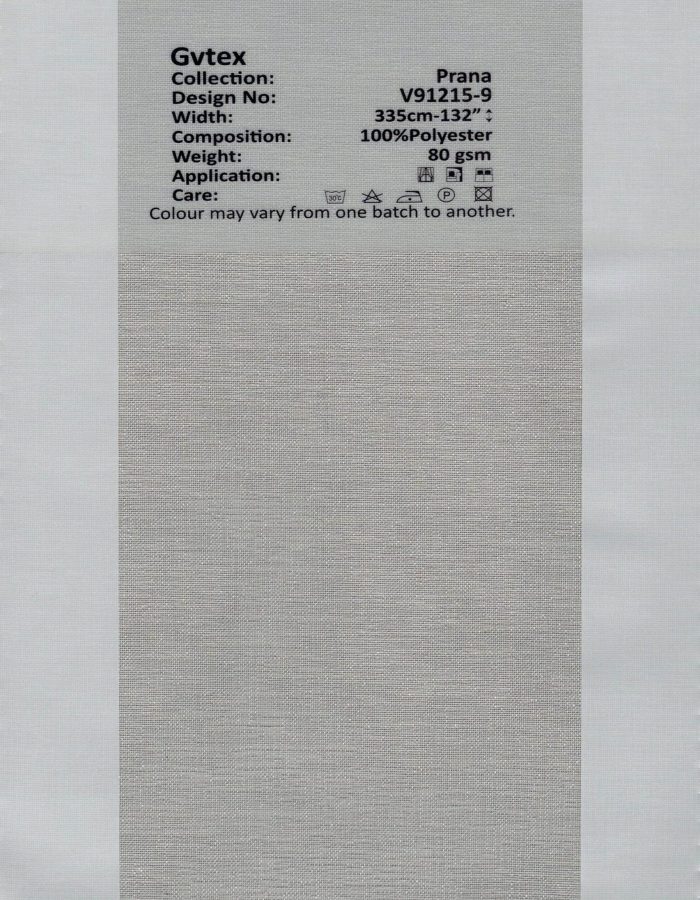 Gvtex
Collection: Prana
Design No: V91215-9
Width: 335cm-132”
Composition: 100%Polyester
Weight: 80 gsm
Application:
Care: 30℃ P
Colour may vary from one batch to another.